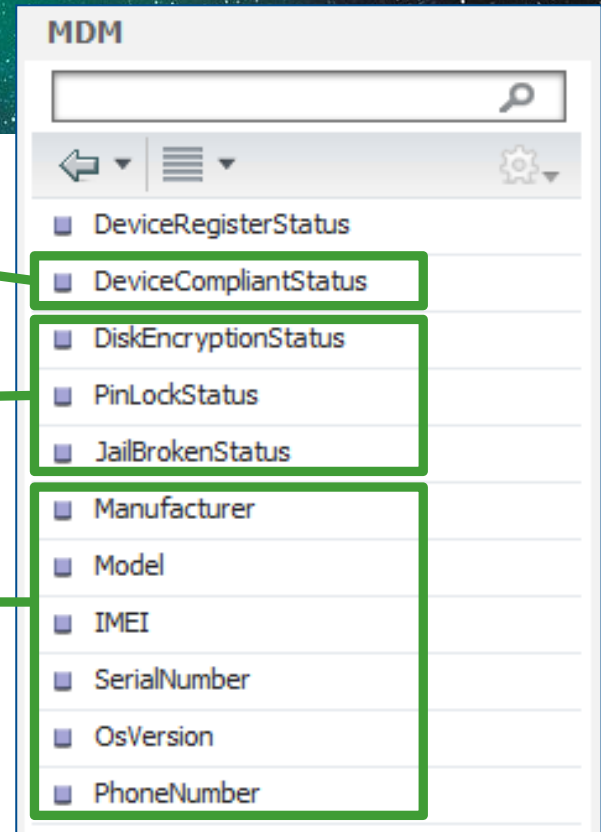 MDM
DeviceRegisterStatus
DeviceCompliantStatus
DiskEncryptionStatus
PinLockStatus
JailBrokenStatus
Manufacturer
Model
IMEI
SerialNumber
OsVersion
PhoneNumber